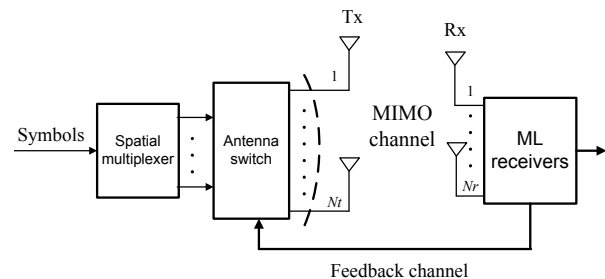 Tx
Rx
1
1
MIMO
channel
Symbols
Spatial
multiplexer
Antenna
switch
ML
receivers
Nt
Nr
Feedback channel